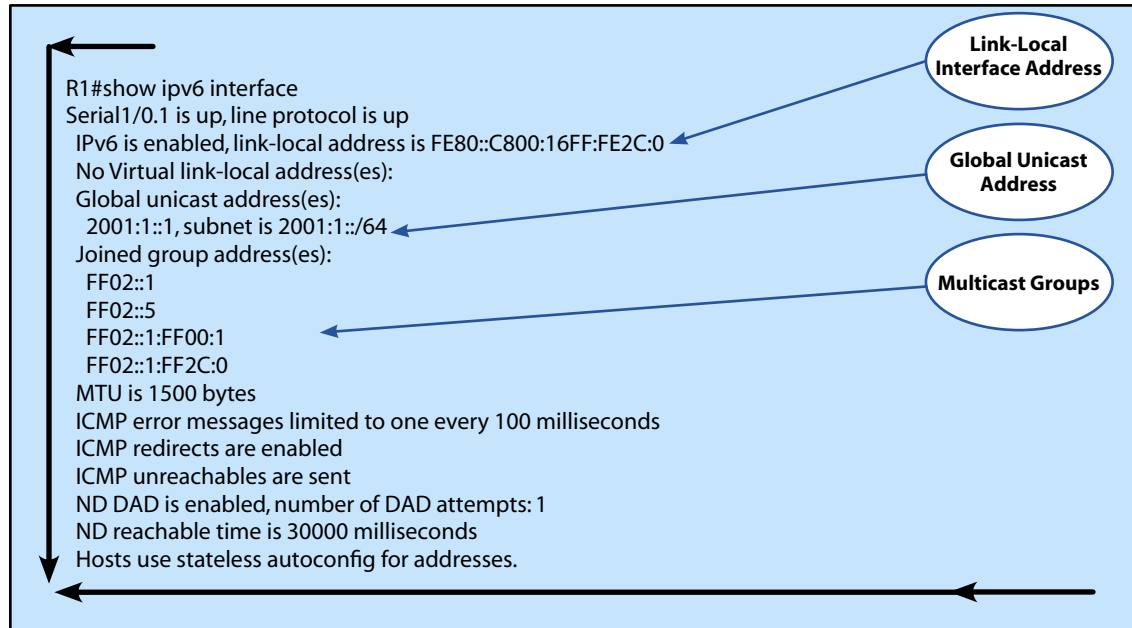 R1#show ipv6 interface
Serial1/0.1 is up, line protocol is up
IPv6 is enabled, link-local address is FE80::C800:16FF:FE2C:0
No Virtual link-local address(es):
Global unicast address(es):
2001:1::1, subnet is 2001:1::/64
Joined group address(es):
FF02::1
FF02::5
FF02::1:FF00:1
FF02::1:FF2C:0
MTU is 1500 bytes
ICMP error messages limited to one every 100 milliseconds
ICMP redirects are enabled
ICMP unreachables are sent
ND DAD is enabled, number of DAD attempts: 1
ND reachable time is 30000 milliseconds
Hosts use stateless autoconfig for addresses.
Link-Local
Interface Address
Global Unicast
Address
Multicast Groups